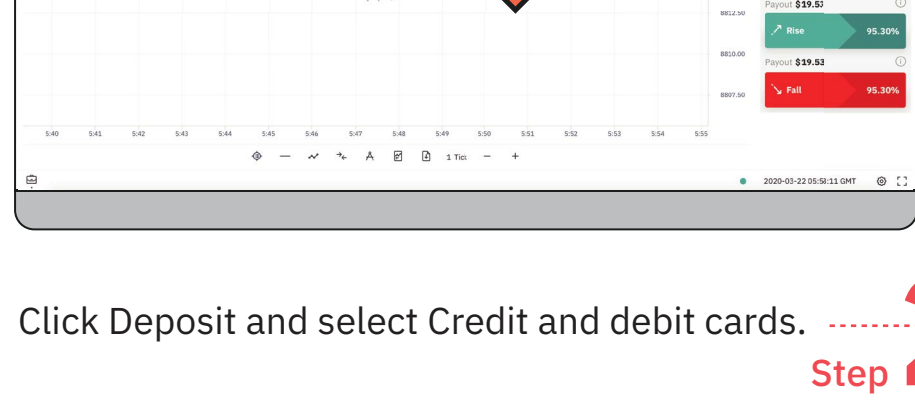 Payout $19.53
8812.50
Rise 95.30%
8810.00
Payout $19.53
Fall 95.30%
8807.50
5:40 5:41 5:42 5:43 5:44 5:45 5:46 5:47 5:48 5:49 5:50 5:51 5:52 5:53 5:54 5:55
1 Tick
2020-03-22 05:53:11 GMT
Click Deposit and select Credit and debit cards.
Step